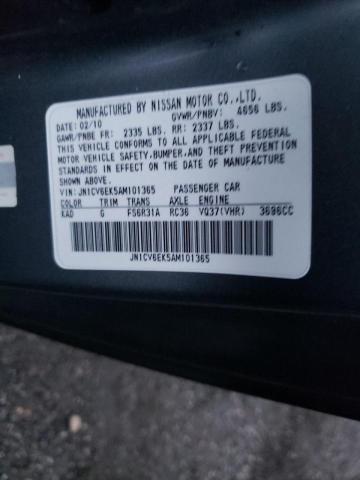 MANUFACTURED BY NISSAN MOTOR CO.,LTD.
02/10 GVWR/PNBV: 4656 LBS.
GAWR/PNBE FR: 2335 LBS. RR: 2337 LBS.
THIS VEHICLE CONFORMS TO ALL APPLICABLE FEDERAL
MOTOR VEHICLE SAFETY,BUMPER,AND THEFT PREVENTION
STANDARDS IN EFFECT ON THE DATE OF MANUFACTURE
SHOWN ABOVE.
VIN:JN1CV6EK5AM101365 PASSENGER CAR
COLOR TRIM TRANS AXLE ENGINE
KAD G FS6R31A RC36 VQ37(VHR) 3696CC
JN1CV6EK5AM101365